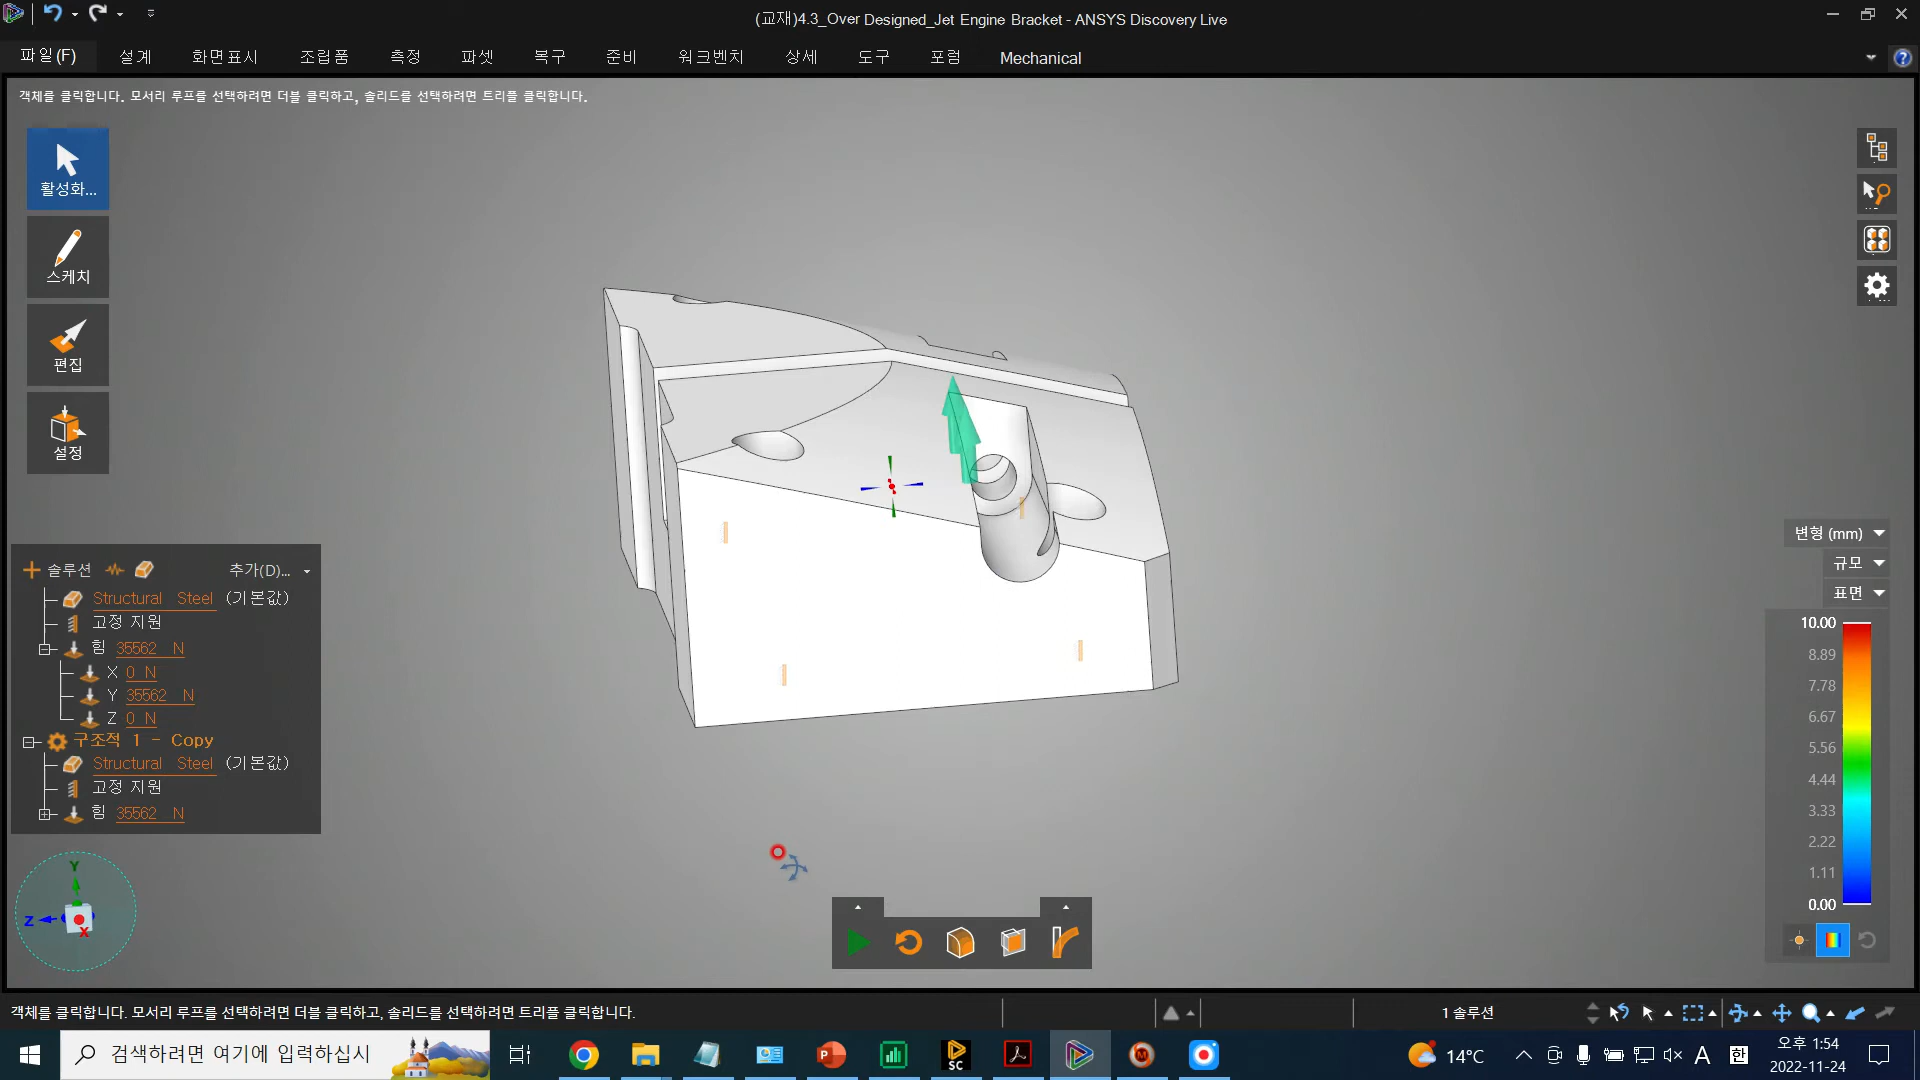 (교재)4.3_Over Designed_Jet Engine Bracket - ANSYS Discovery Live
파일(F) 설계 화면표시 조립품 측정 파셋 복구 준비 워크벤치 상세 도구 포럼 Mechanical
객체를 클릭합니다. 모서리 루프를 선택하려면 더블 클릭하고, 솔리드를 선택하려면 트리플 클릭합니다.
활성화...
스케치
편집
설정
솔루션 추가(D)...
Structural Steel (기본값)
고정 지원
힘 35562 N
X 0 N
Y 35562 N
Z 0 N
구조적 1 - Copy
Structural Steel (기본값)
고정 지원
힘 35562 N
Y
Z
X
변형 (mm)
규모
표면
10.00
8.89
7.78
6.67
5.56
4.44
3.33
2.22
1.11
0.00
객체를 클릭합니다. 모서리 루프를 선택하려면 더블 클릭하고, 솔리드를 선택하려면 트리플 클릭합니다.
1 솔루션
검색하려면 여기에 입력하십시
SC
14°C
A
한
오후 1:54
2022-11-24